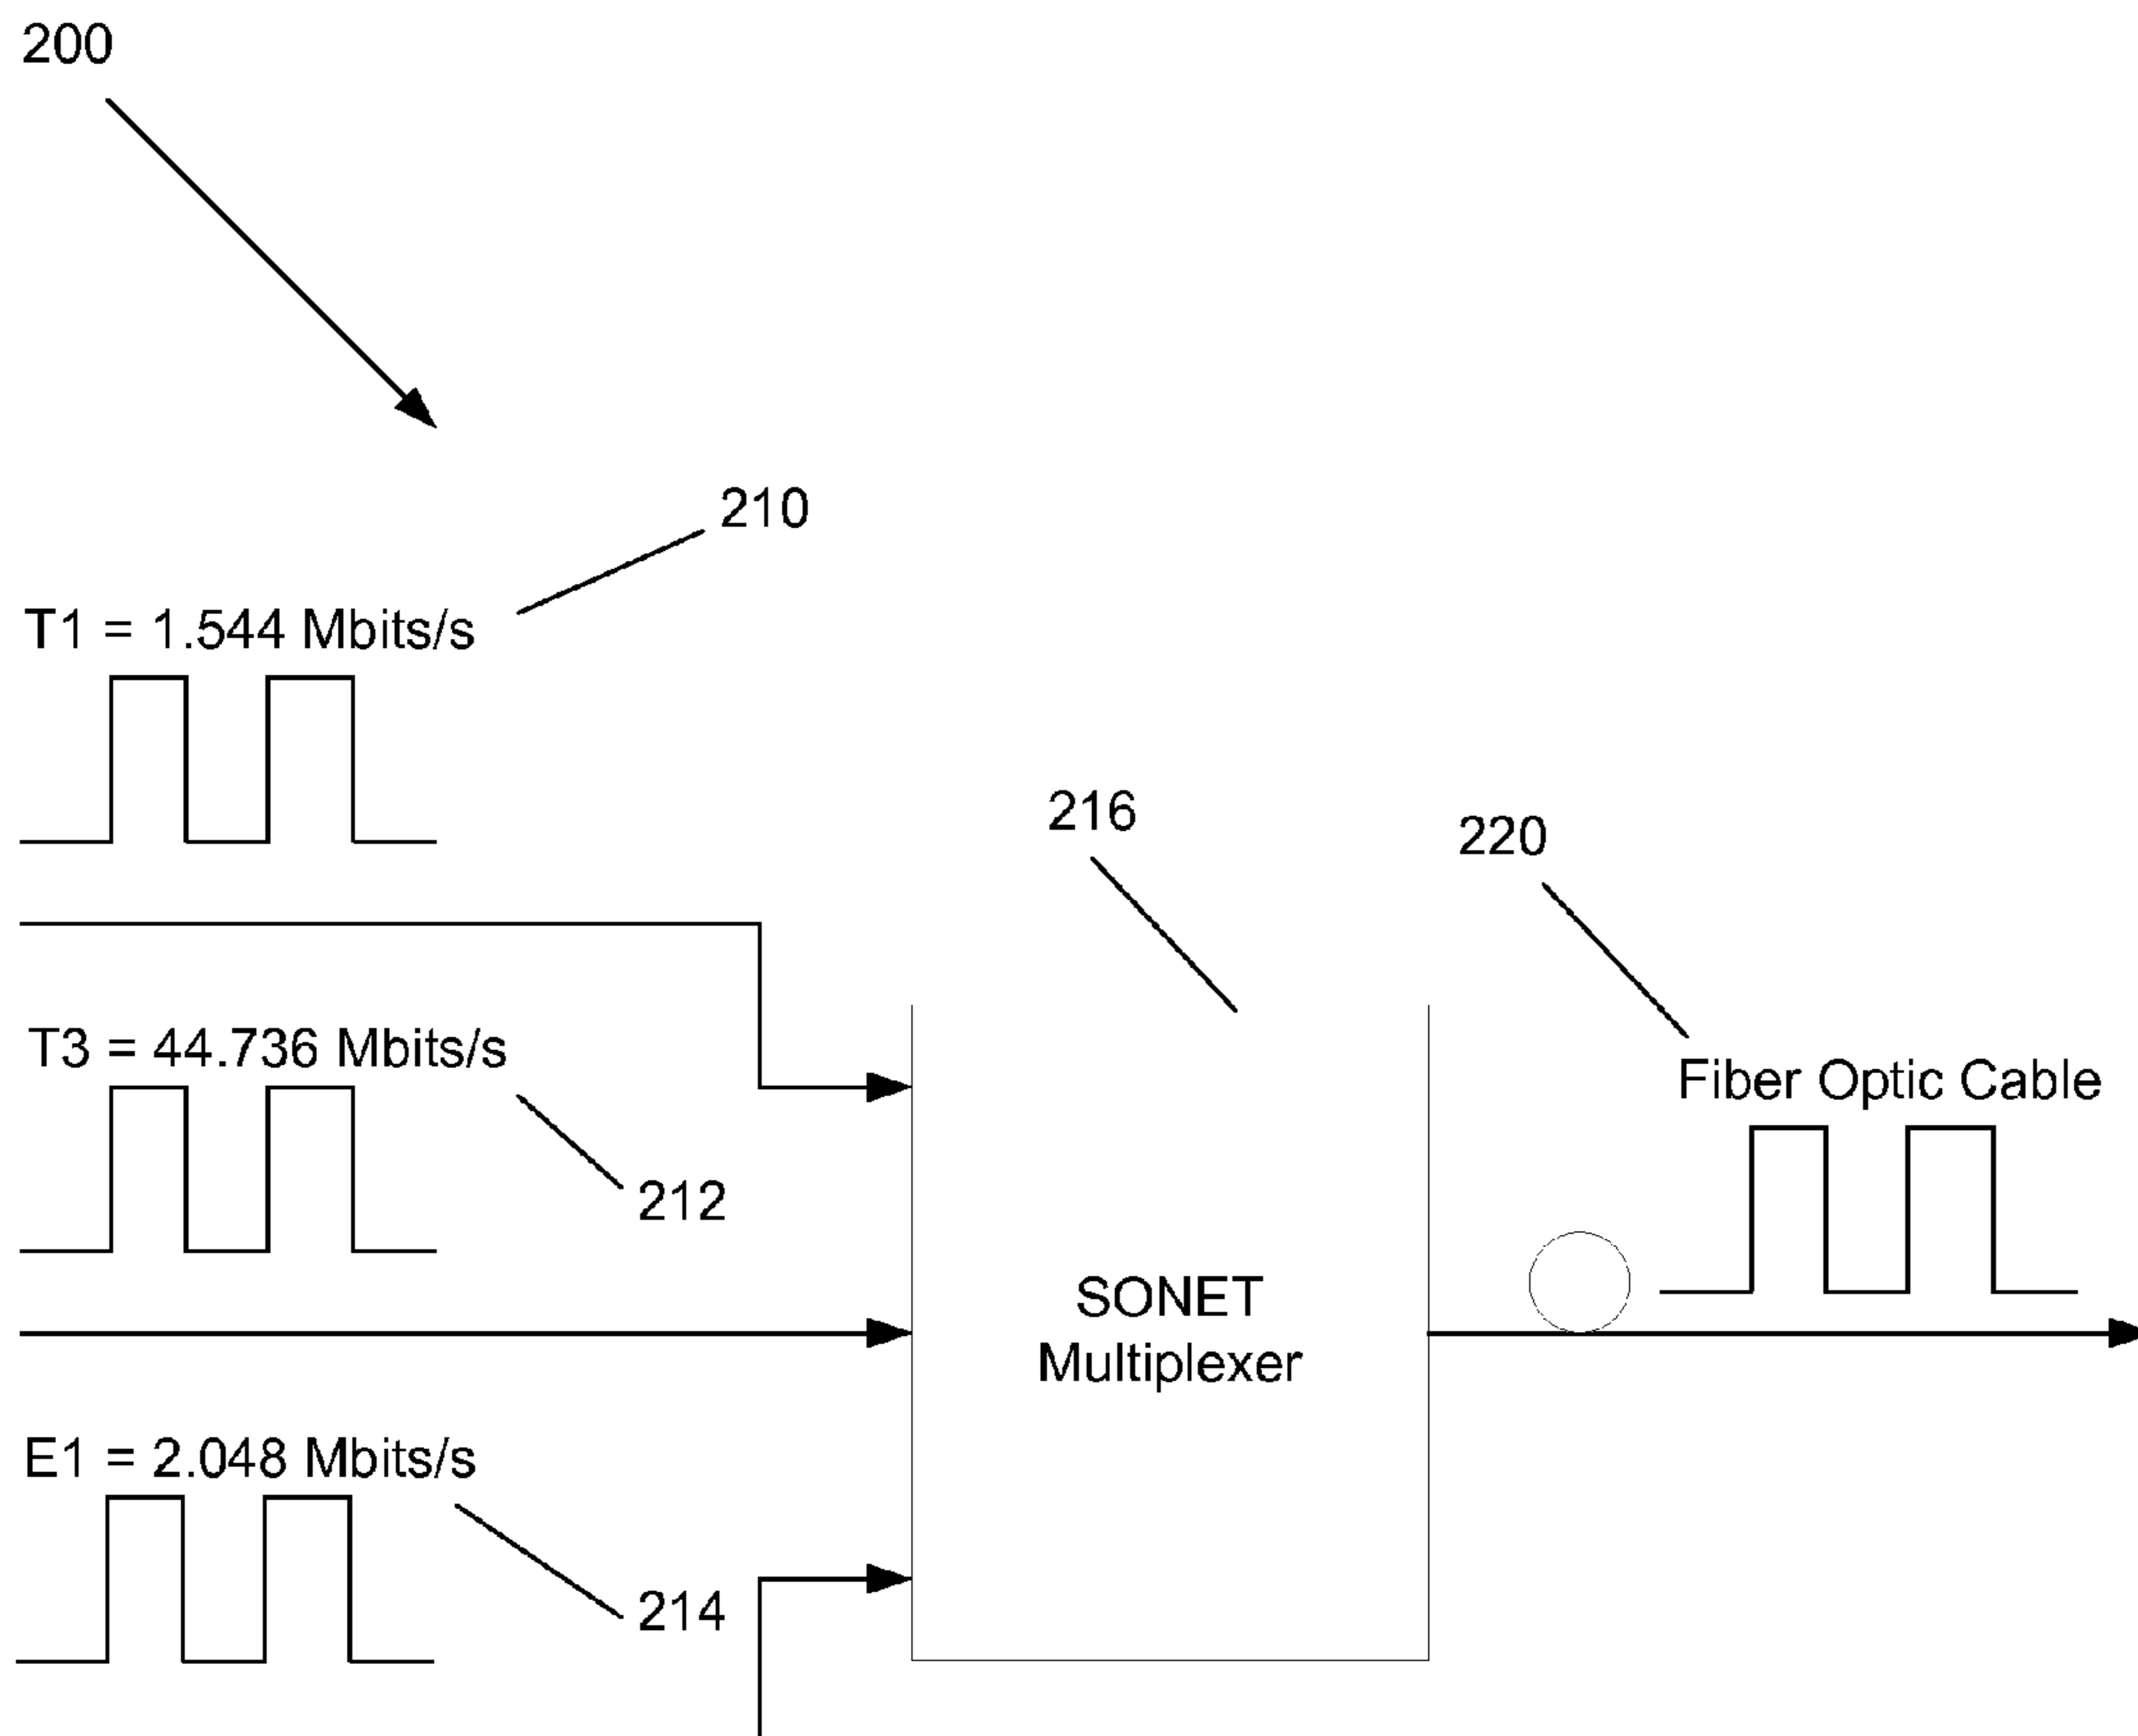 200
210
T1 = 1.544 Mbits/s
216
220
T3 = 44.736 Mbits/s
Fiber Optic Cable
212
SONET
Multiplexer
E1 = 2.048 Mbits/s
214